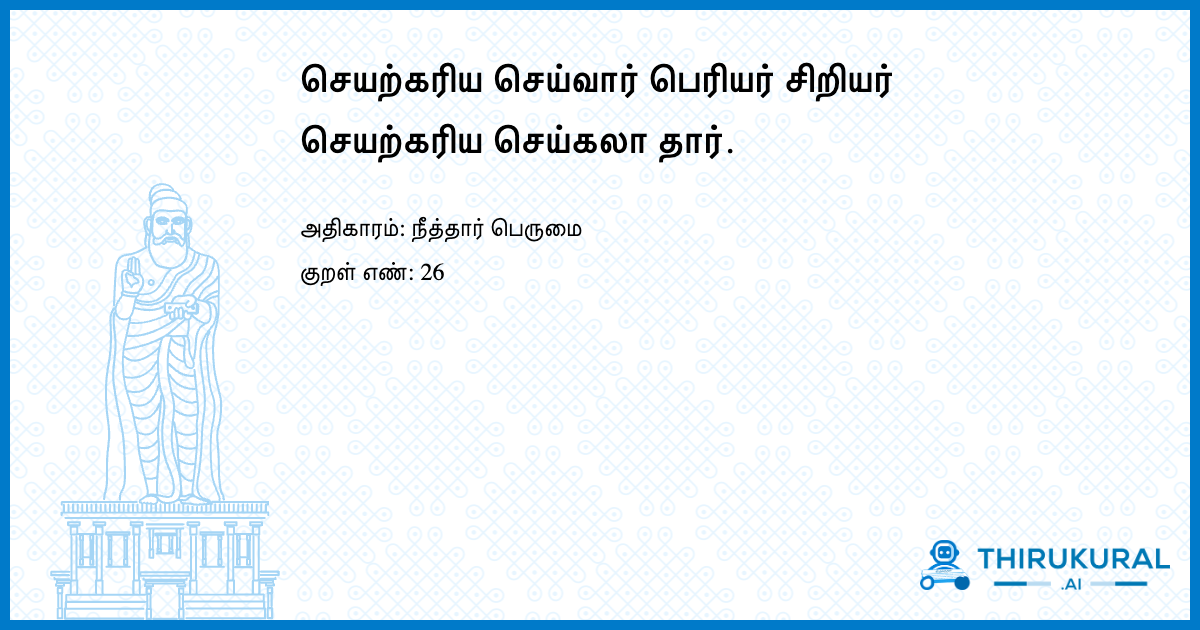 செயற்கரிய செய்வார் பெரியர் சிறியர்
செயற்கரிய செய்கலா தார்.
அதிகாரம்: நீத்தார் பெருமை
குறள் எண்: 26
THIRUKURAL
.AI